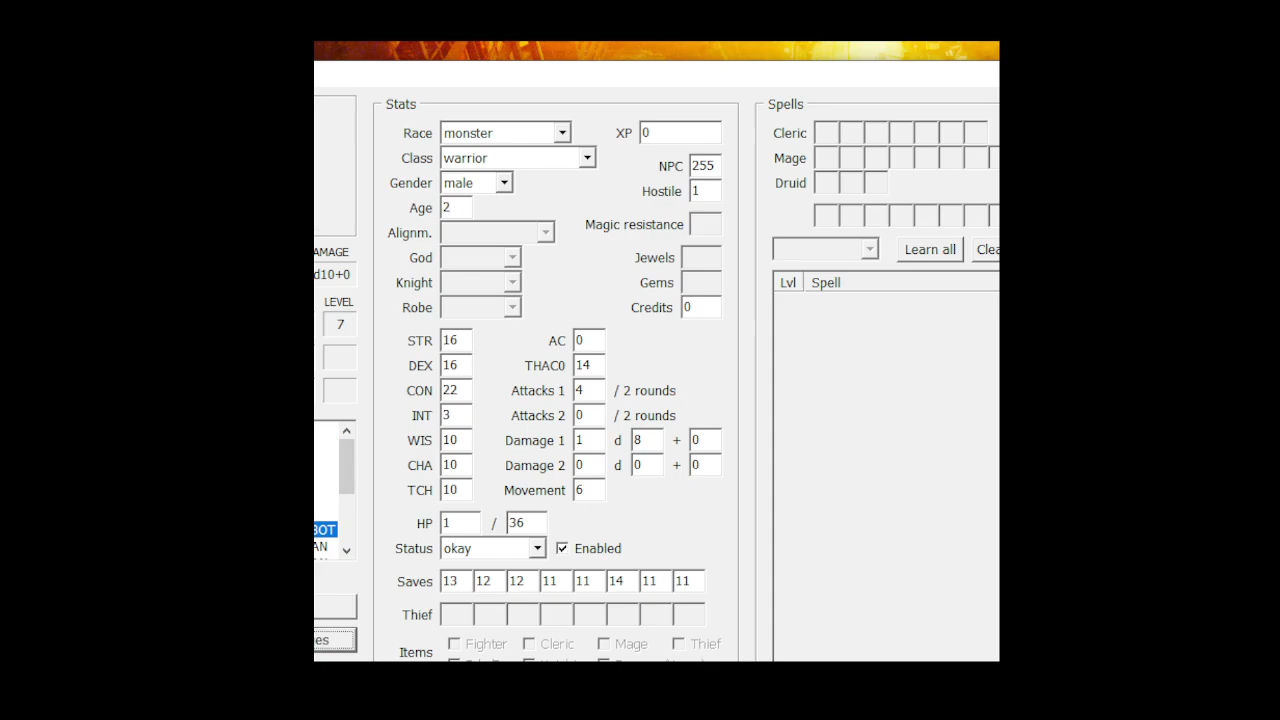 Stats
Race monster XP 0
Class warrior NPC 255
Gender male Hostile 1
Age 2
Magic resistance
Alignm.
God Jewels
Knight Gems
Robe Credits 0
STR 16 AC 0
DEX 16 THAC0 14
CON 22 Attacks 1 4 / 2 rounds
INT 3 Attacks 2 0 / 2 rounds
WIS 10 Damage 1 1 d 8 + 0
CHA 10 Damage 2 0 d 0 + 0
TCH 10 Movement 6
HP 1 / 36
Status okay Enabled
Saves 13 12 12 11 11 14 11 11
Thief
Fighter Cleric Mage Thief
Items
Spells
Cleric
Mage
Druid
Learn all Clea
Lvl Spell
AMAGE
d10+0
LEVEL
7
BOT
AN
es